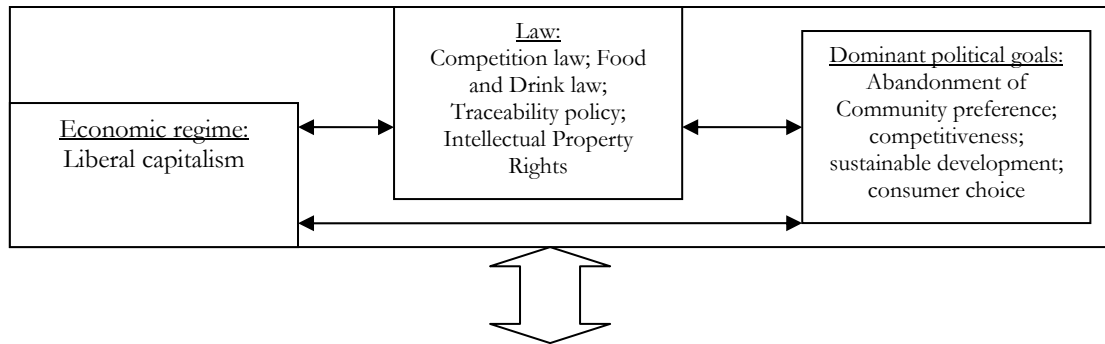 Economic regime:
Liberal capitalism
Law:
Competition law; Food
and Drink law;
Traceability policy;
Intellectual Property
Rights
Dominant political goals:
Abandonment of
Community preference;
competitiveness;
sustainable development;
consumer choice